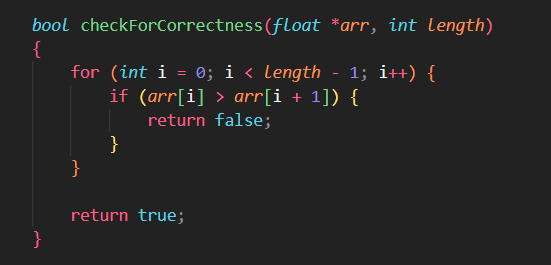 bool checkForCorrectness(float *arr, int length)
{
    for (int i = 0; i < length - 1; i++) {
        if (arr[i] > arr[i + 1]) {
            return false;
        }
    }

    return true;
}